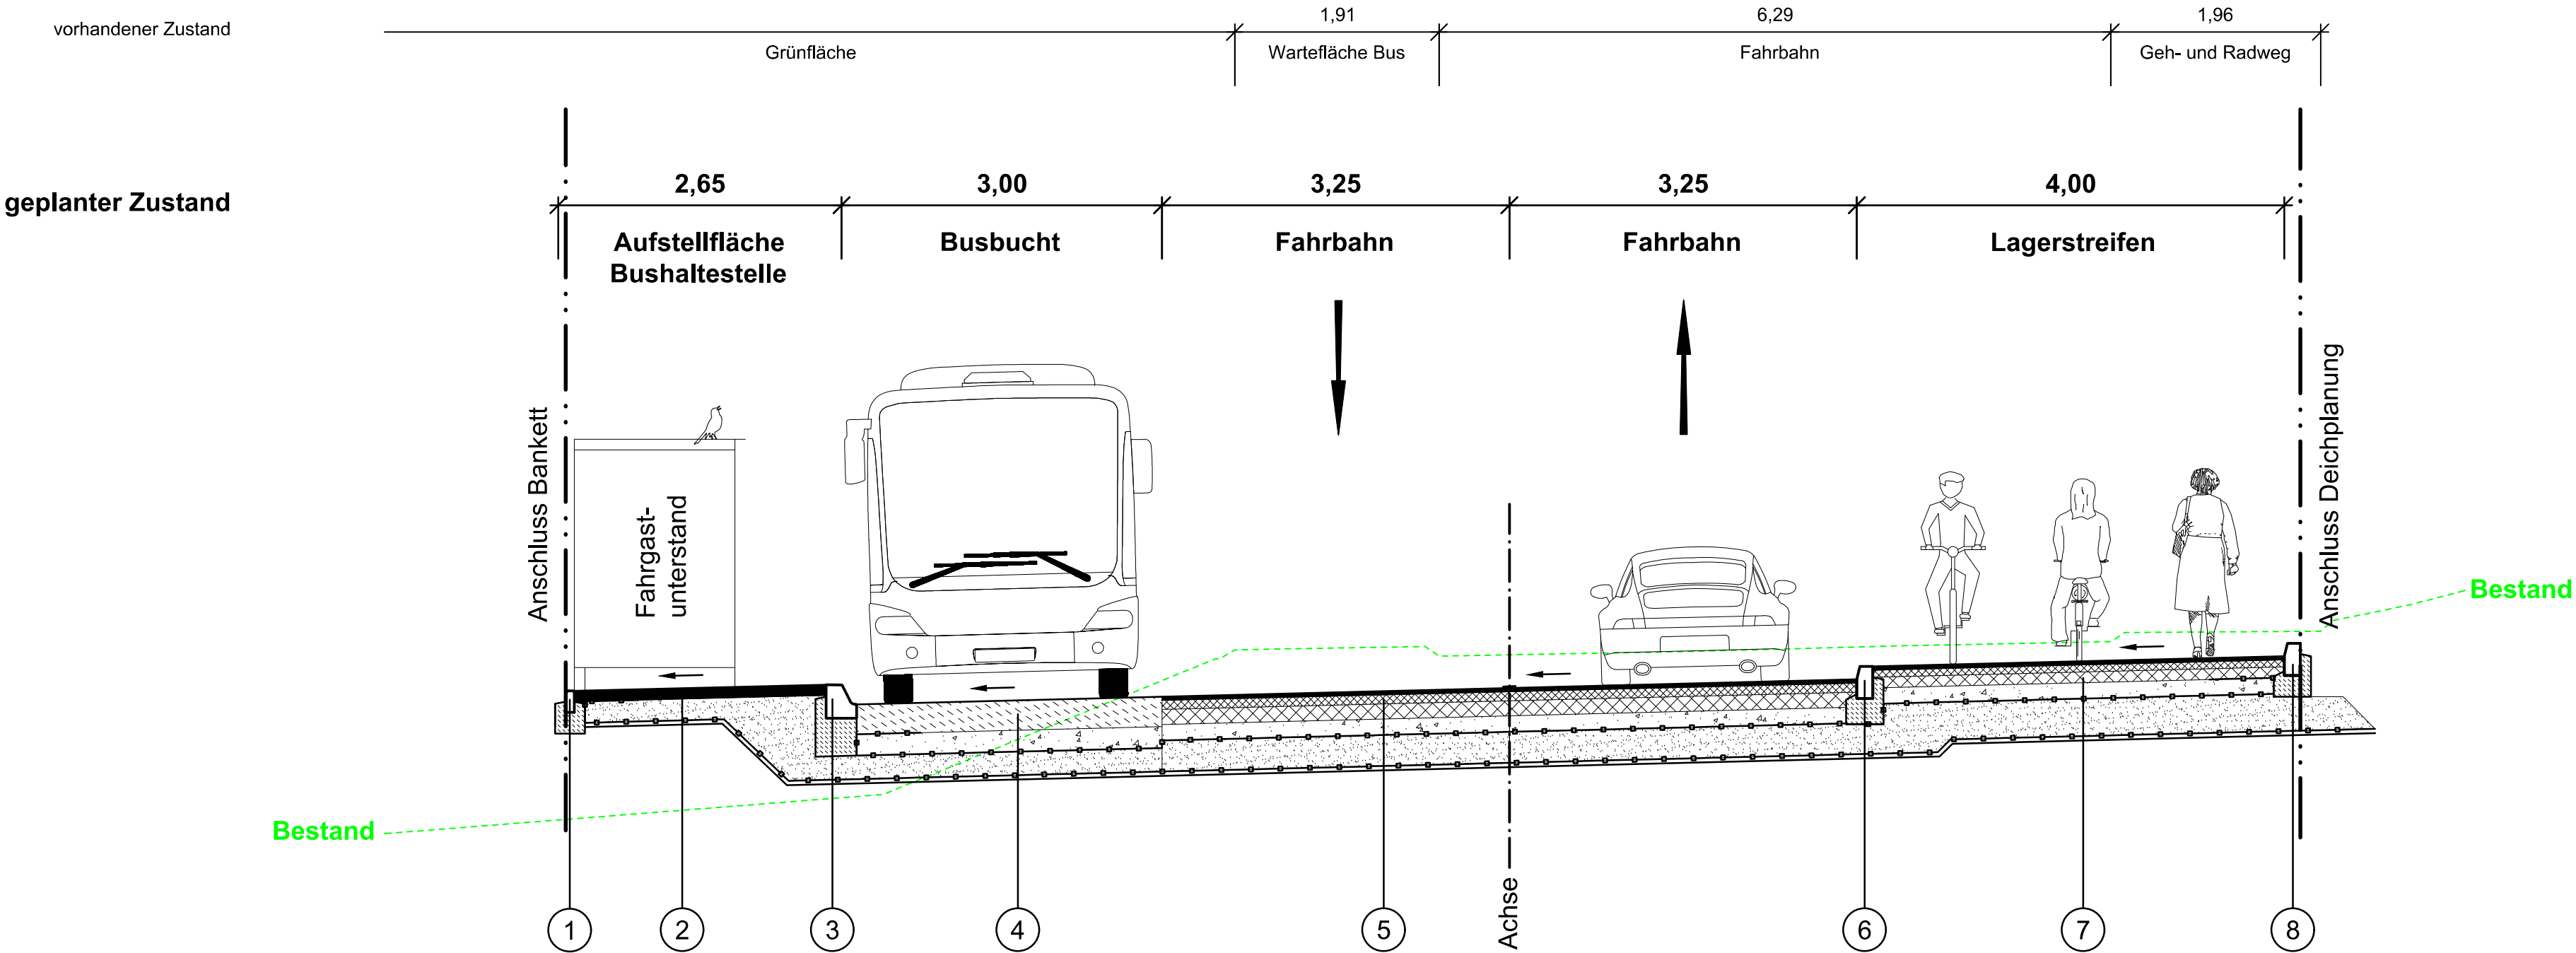 1,91
6,29
1,96
vorhandener Zustand
Grünfläche
Wartefläche Bus
Fahrbahn
Geh- und Radweg
2,65
3,00
3,25
3,25
4,00
geplanter Zustand
Aufstellfläche
Bushaltestelle
Busbucht
Fahrbahn
Fahrbahn
Lagerstreifen
Anschluss Bankett
Fahrgast-
unterstand
Anschluss Deichplanung
Bestand
Bestand
Achse
1
2
3
4
5
6
7
8